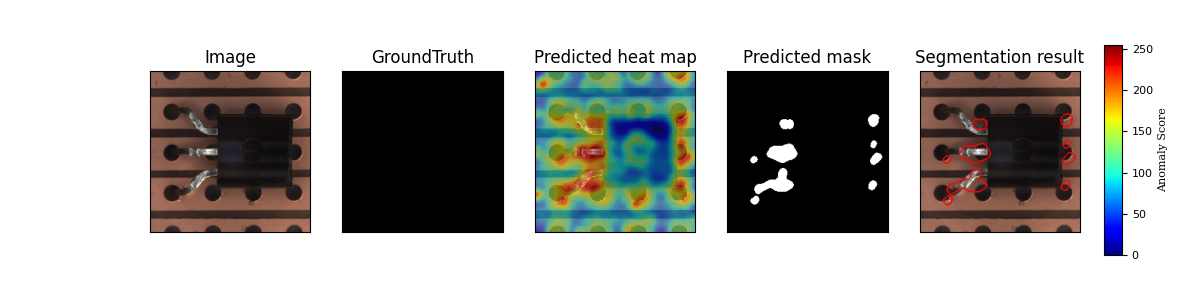 Image
GroundTruth
Predicted heat map
Predicted mask
Segmentation result
250
200
150
100
50
0
Anomaly Score